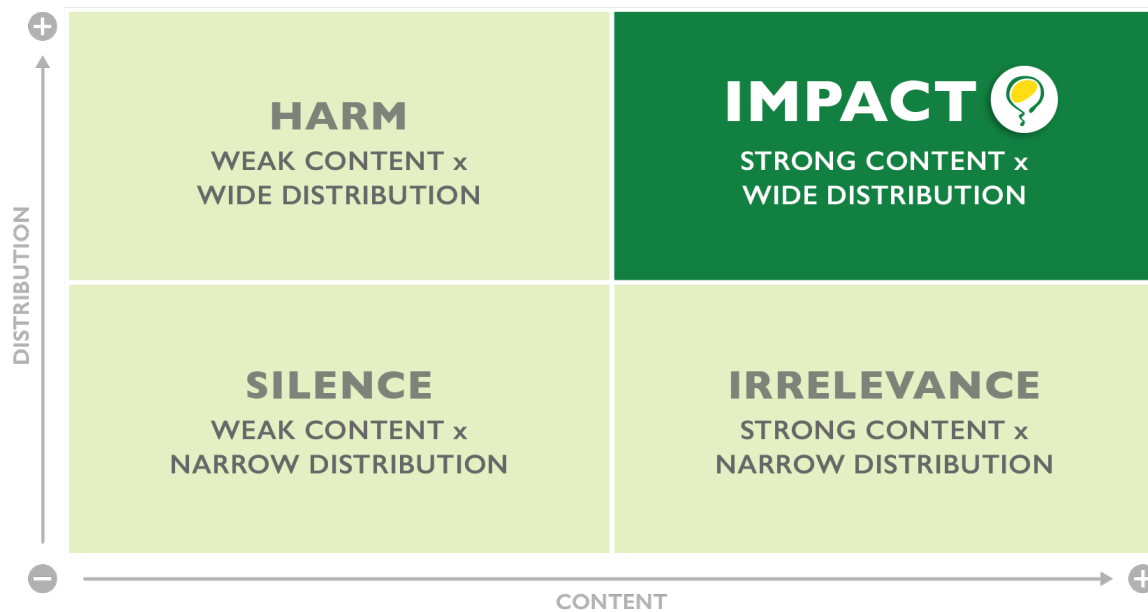 HARM
WEAK CONTENT x
WIDE DISTRIBUTION
IMPACT
STRONG CONTENT x
WIDE DISTRIBUTION
DISTRIBUTION
SILENCE
WEAK CONTENT x
NARROW DISTRIBUTION
IRRELEVANCE
STRONG CONTENT x
NARROW DISTRIBUTION
CONTENT